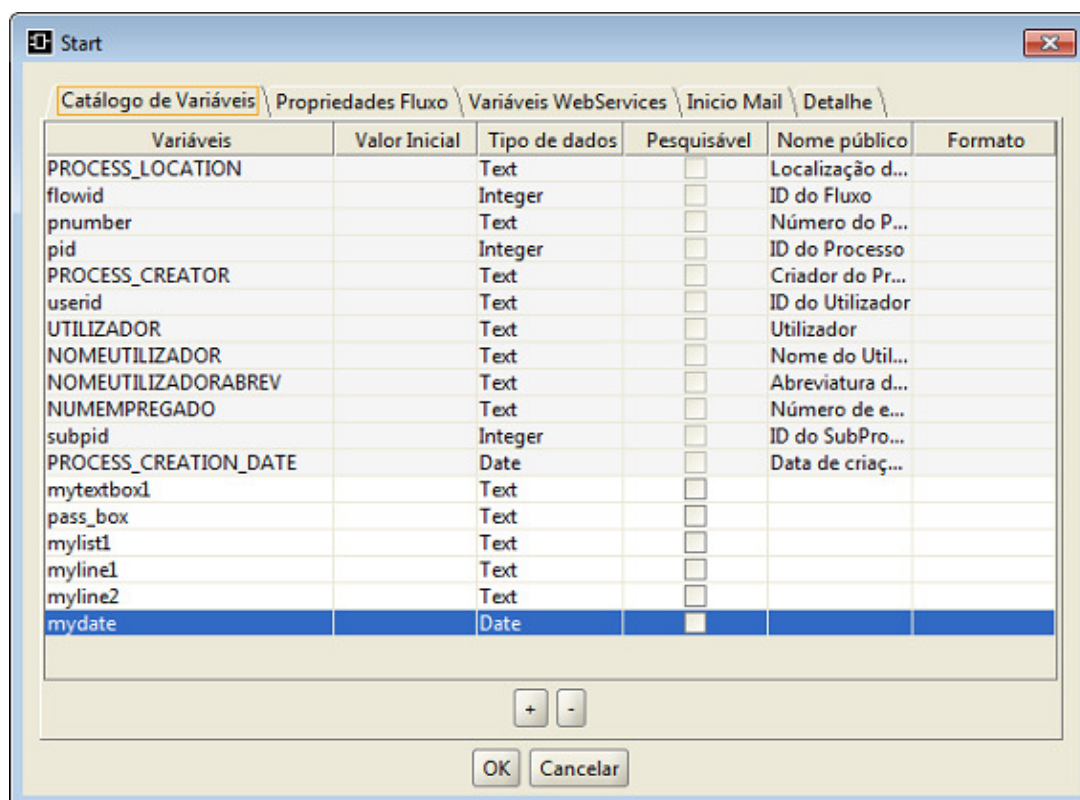 Start
Catálogo de Variáveis Propriedades Fluxo Variáveis WebServices Inicio Mail Detalhe
Variáveis Valor Inicial Tipo de dados Pesquisável Nome público Formato
PROCESS_LOCATION Text Localização d...
flowid Integer ID do Fluxo
pnumber Text Número do P...
pid Integer ID do Processo
PROCESS_CREATOR Text Criador do Pr...
userid Text ID do Utilizador
UTILIZADOR Text Utilizador
NOMEUTILIZADOR Text Nome do Util...
NOMEUTILIZADORABREV Text Abreviatura d...
NUMEMPREGADO Text Número de e...
subpid Integer ID do SubPro...
PROCESS_CREATION_DATE Date Data de criaç...
mytextbox1 Text
pass_box Text
mylist1 Text
myline1 Text
myline2 Text
mydate Date
+ -
OK Cancelar